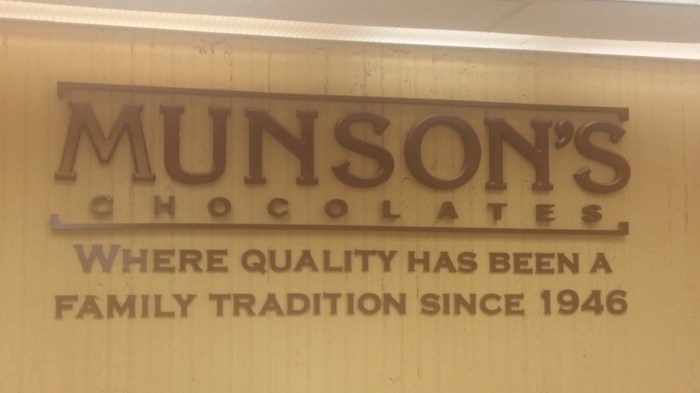 MUNSON'S
CHOCOLATES
WHERE QUALITY HAS BEEN A
FAMILY TRADITION SINCE 1946